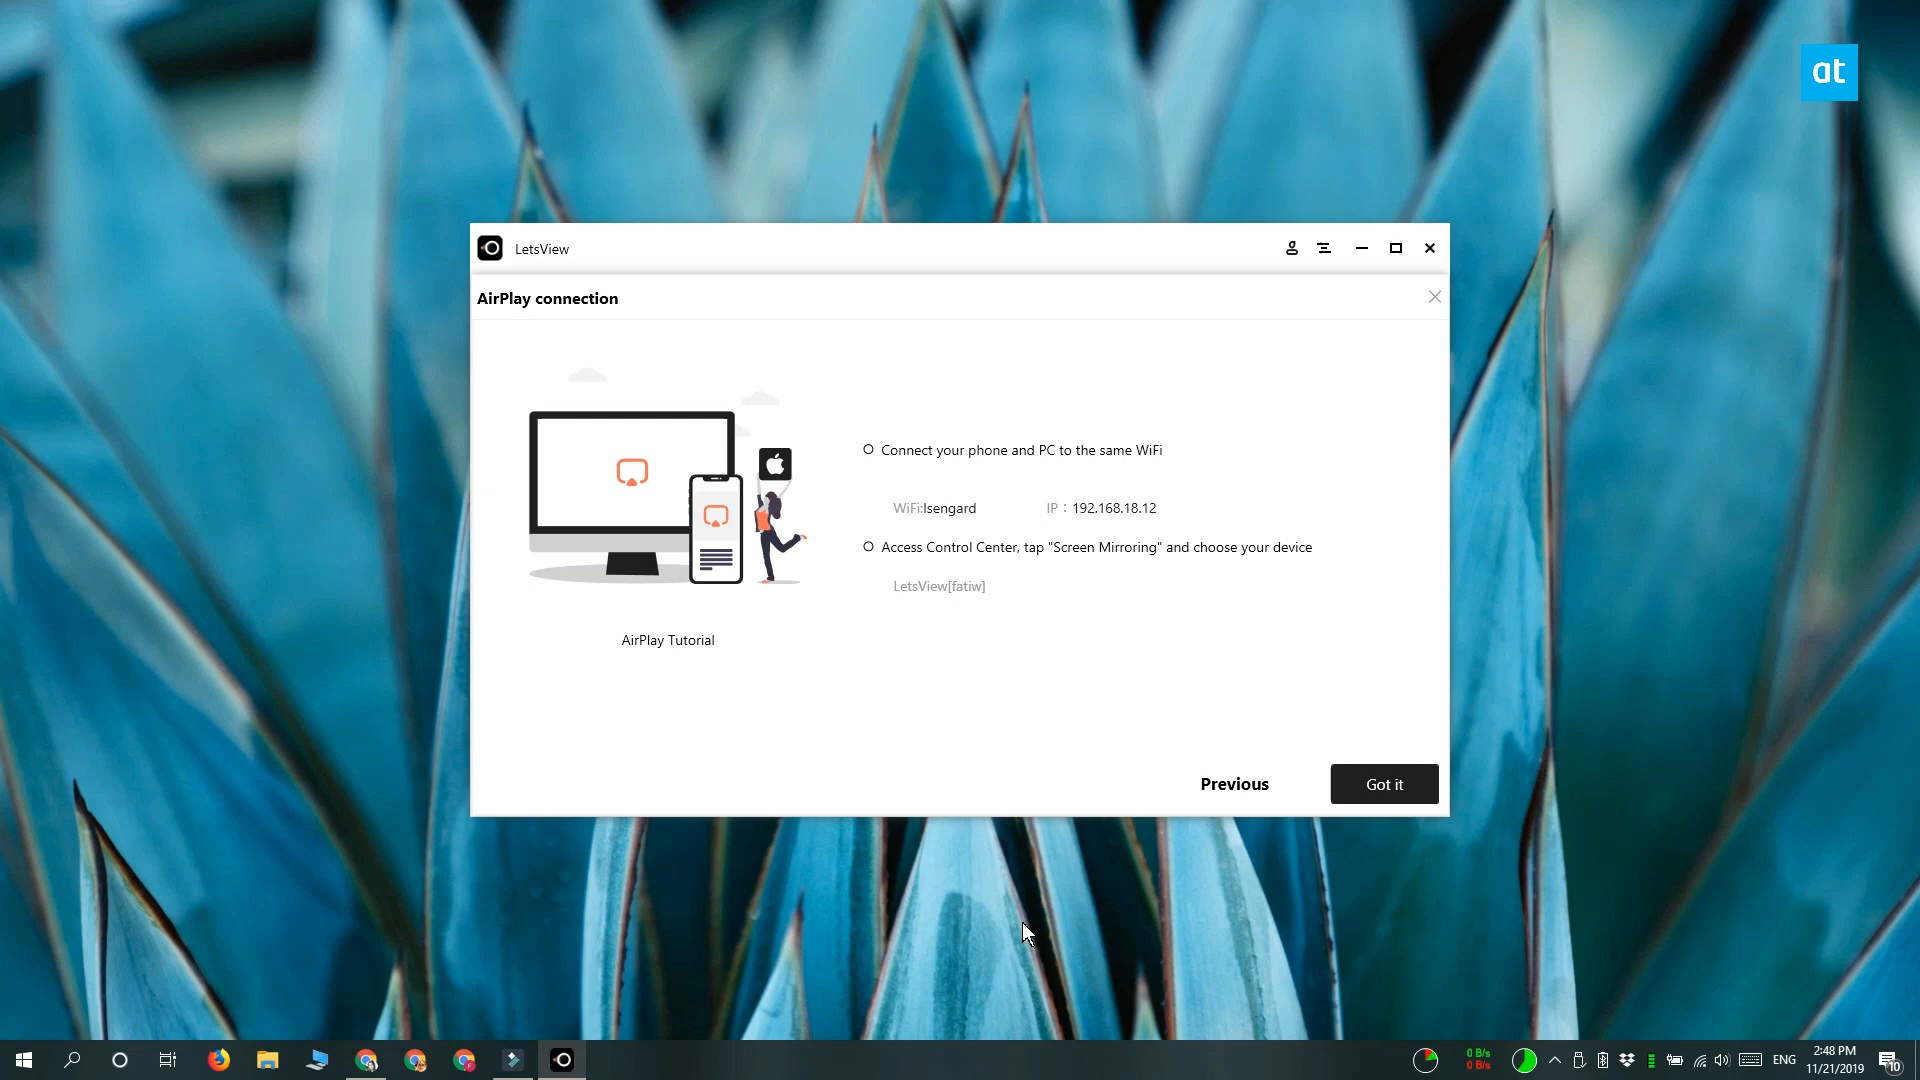 at
LetsView
AirPlay connection
Connect your phone and PC to the same WiFi
WiFi:Isengard IP：192.168.18.12
Access Control Center, tap "Screen Mirroring" and choose your device
LetsView[fatiw]
AirPlay Tutorial
Previous
Got it
0 B/s
0 B/s
ENG
2:48 PM
11/21/2019
10